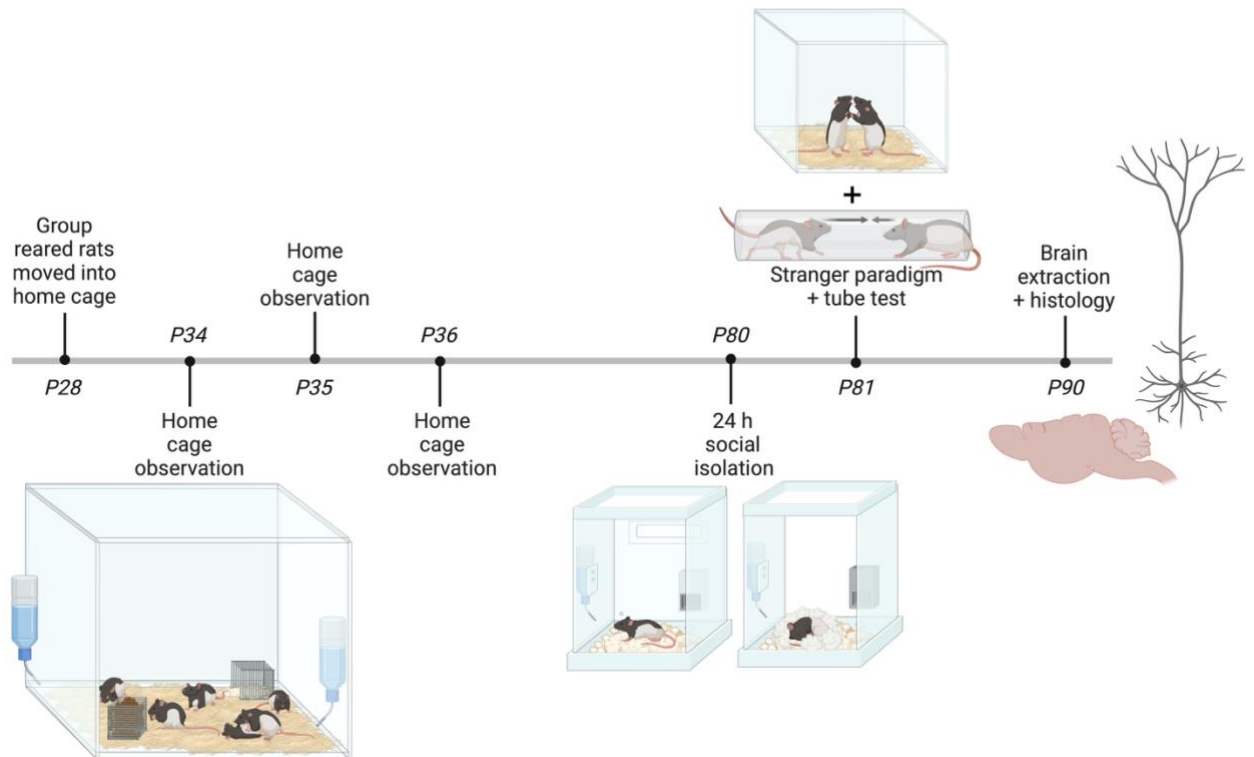 +
Group
reared rats
moved into
home cage
Home
cage
observation
Stranger paradigm
+ tube test
Brain
extraction
+ histology
P34
P36
P80
P28
P35
P81
P90
Home
cage
observation
Home
cage
observation
24 h
social
isolation